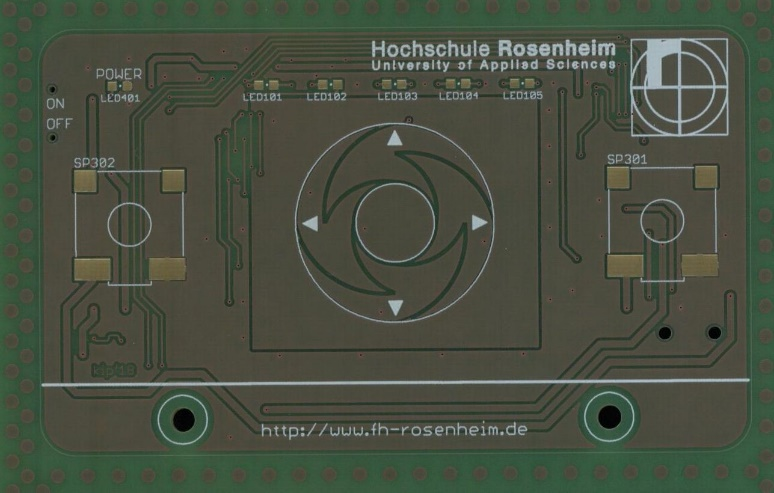 Hochschule Rosenheim
University of Applied Sciences
POWER
LED401
ON
OFF
LED101 LED102 LED103 LED104 LED105
SP302
SP301
http://www.fh-rosenheim.de